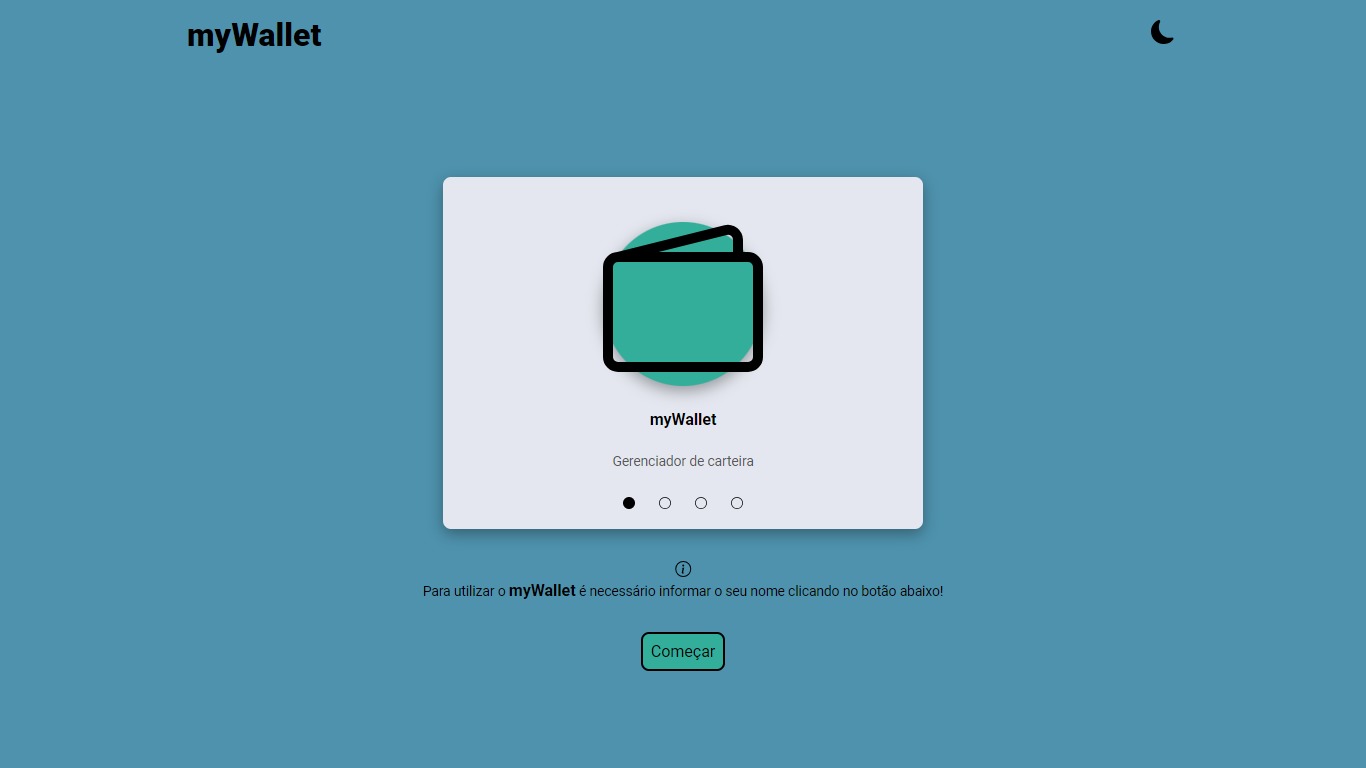 myWallet
myWallet
Gerenciador de carteira
Para utilizar o myWallet é necessário informar o seu nome clicando no botão abaixo!
Começar